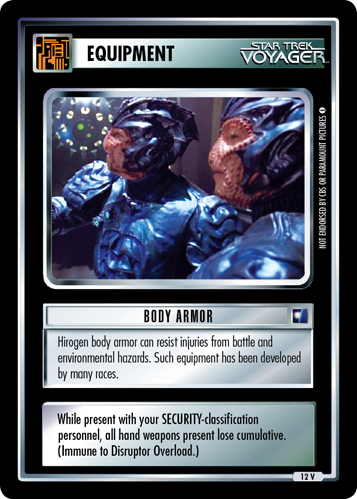 EQUIPMENT
STAR TREK
VOYAGER
NOT ENDORSED BY CBS OR PARAMOUNT PICTURES
BODY ARMOR
Hirogen body armor can resist injuries from battle and
environmental hazards. Such equipment has been developed
by many races.
While present with your SECURITY-classification
personnel, all hand weapons present lose cumulative.
(Immune to Disruptor Overload.)
12 V